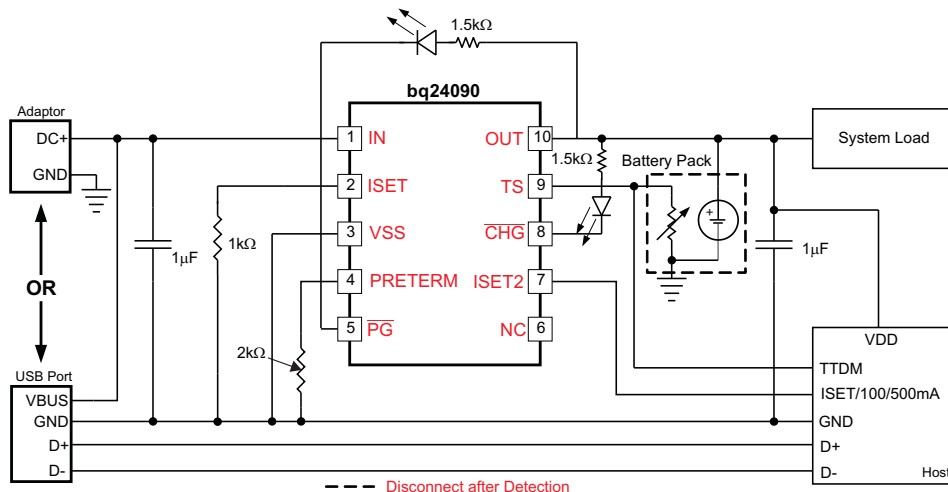 1.5kΩ
bq24090
Adaptor
DC+
GND
1 IN
OUT 10
System Load
1.5kΩ
Battery Pack
2 ISET
TS 9
+
3 VSS
CHG 8
1kΩ
1µF
1µF
OR
4 PRETERM
ISET2 7
5 PG
NC 6
2kΩ
VDD
USB Port
TTDM
VBUS
ISET/100/500mA
GND
GND
D+
D+
D-
D-
Host
Disconnect after Detection